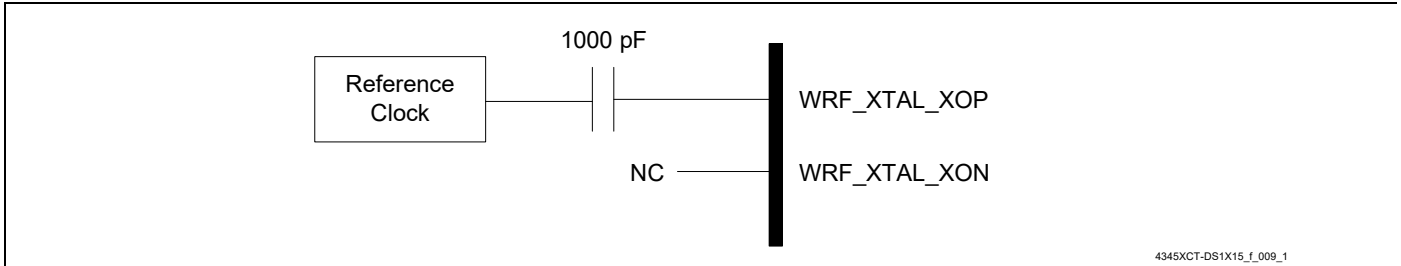 1000 pF
Reference
Clock
WRF_XTAL_XOP
NC
WRF_XTAL_XON
4345XCT-DS1X15_f_009_1